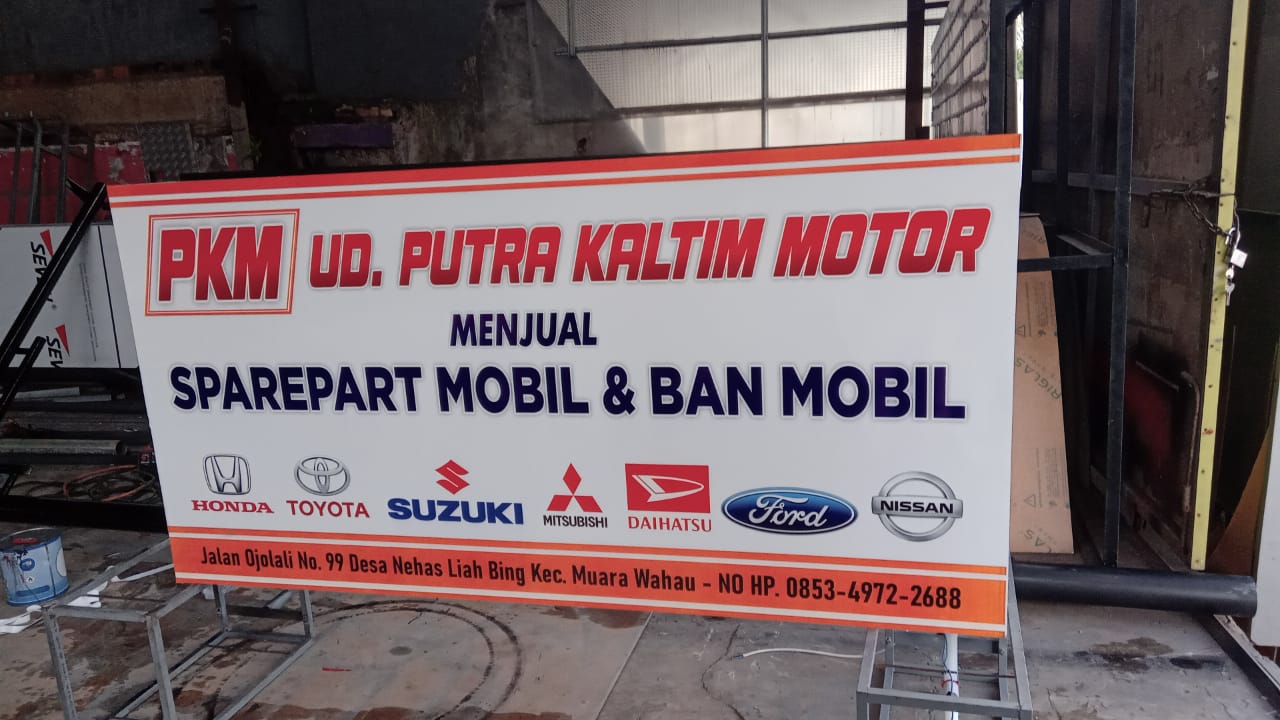 PKM UD. PUTRA KALTIM MOTOR
MENJUAL
SPAREPART MOBIL & BAN MOBIL
HONDA TOYOTA SUZUKI MITSUBISHI DAIHATSU Ford NISSAN
Jalan Ojolali No. 99 Desa Nehas Liah Bing Kec. Muara Wahau - NO HP. 0853-4972-2688